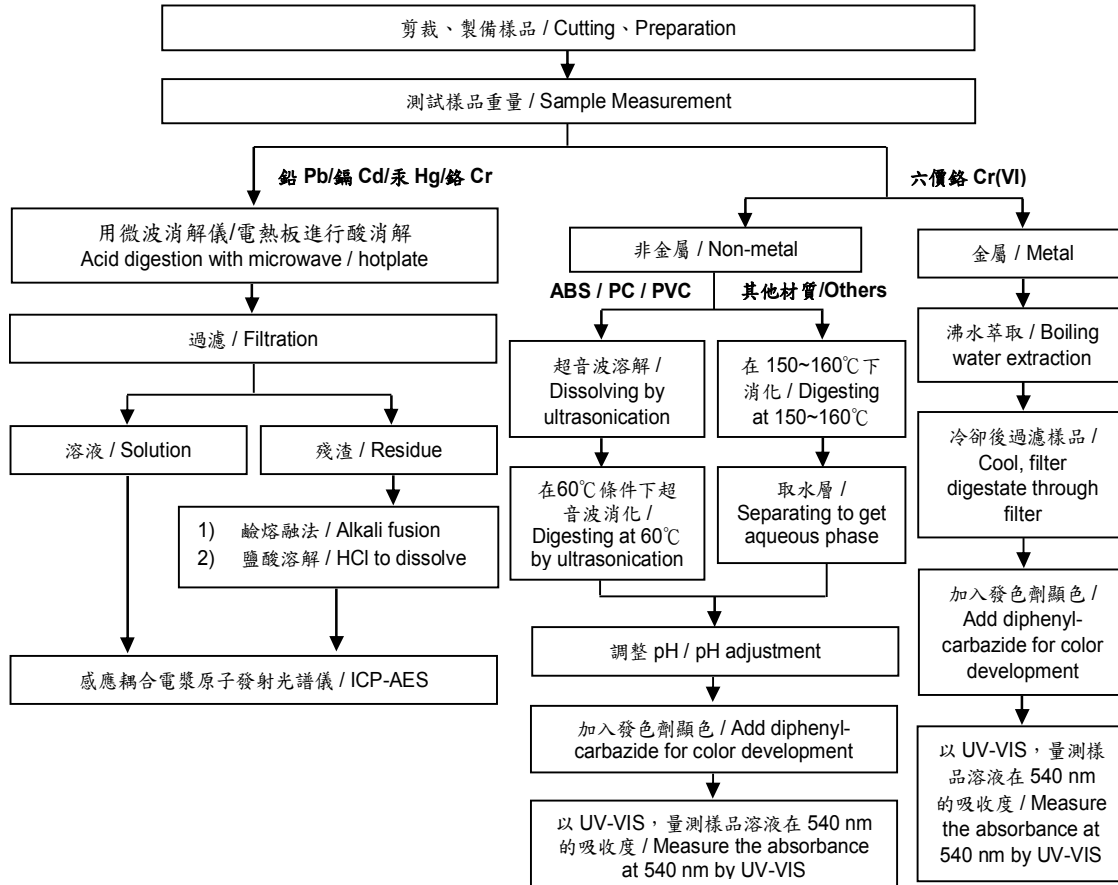 剪裁、製備樣品 / Cutting、Preparation
測試樣品重量 / Sample Measurement
鉛 Pb/鎘 Cd/汞 Hg/鉻 Cr
六價鉻 Cr(VI)
用微波消解儀/電熱板進行酸消解
Acid digestion with microwave / hotplate
過濾 / Filtration
溶液 / Solution
殘渣 / Residue
1) 鹼熔融法 / Alkali fusion
2) 鹽酸溶解 / HCl to dissolve
感應耦合電漿原子發射光譜儀 / ICP-AES
非金屬 / Non-metal
ABS / PC / PVC
其他材質/Others
超音波溶解 /
Dissolving by
ultrasonication
在60℃條件下超
音波消化 /
Digesting at 60℃
by ultrasonication
在 150~160℃下
消化 / Digesting
at 150~160℃
取水層 /
Separating to get
aqueous phase
調整 pH / pH adjustment
加入發色劑顯色 / Add diphenyl-
carbazide for color development
以 UV-VIS，量測樣品溶液在 540 nm
的吸收度 / Measure the absorbance
at 540 nm by UV-VIS
金屬 / Metal
沸水萃取 / Boiling
water extraction
冷卻後過濾樣品 /
Cool, filter
digestate through
filter
加入發色劑顯色 /
Add diphenyl-
carbazide for color
development
以 UV-VIS，量測樣
品溶液在 540 nm
的吸收度 / Measure
the absorbance at
540 nm by UV-VIS